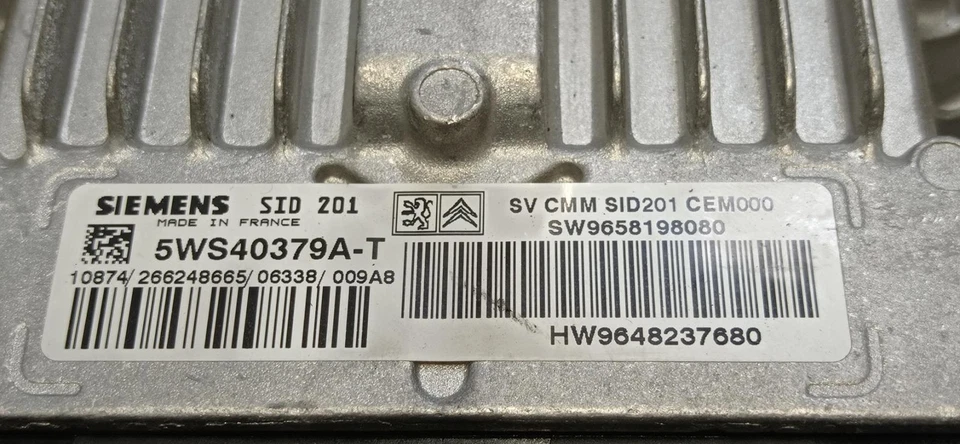 SIEMENS SID 201
MADE IN FRANCE
5WS40379A-T
10874/266248665/06338/009A8
SV CMM SID201 CEM000
SW9658198080
HW9648237680